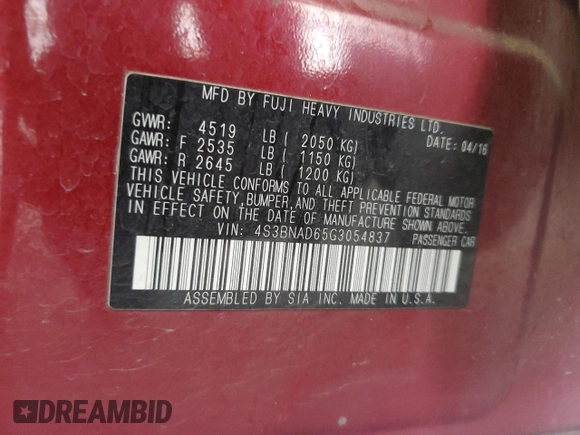 MFD BY FUJI HEAVY INDUSTRIES LTD.
GVWR: 4519 LB ( 2050 KG) DATE: 04/16
GAWR: F 2535 LB ( 1150 KG)
GAWR: R 2645 LB ( 1200 KG)
THIS VEHICLE CONFORMS TO ALL APPLICABLE FEDERAL MOTOR
VEHICLE SAFETY, BUMPER, AND THEFT PREVENTION STANDARDS
IN EFFECT ON THE DATE OF MANUFACTURE SHOWN ABOVE.
VIN: 4S3BNAD65G3054837 PASSENGER CAR
ASSEMBLED BY SIA INC. MADE IN U.S.A.
DREAMBID